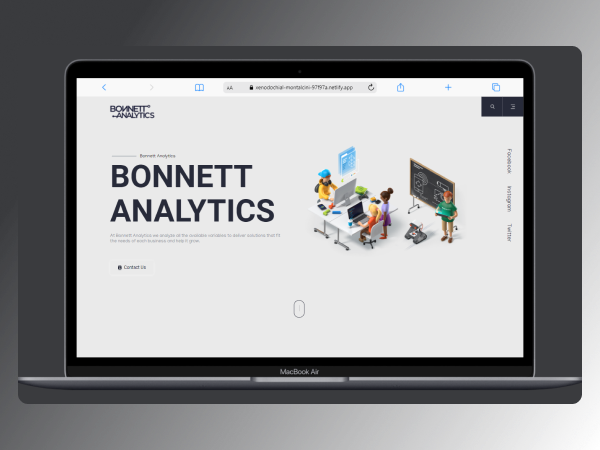 AA
xenodochial-montalcini-97f97a.netlify.app
BONNETT
ANALYTICS
Bonnett Analytics
BONNETT
ANALYTICS
At Bonnett Analytics we analyze all the available variables to deliver solutions that fit
the needs of each business and help it grow.
Contact Us
Facebook
Instagram
Twitter
MacBook Air